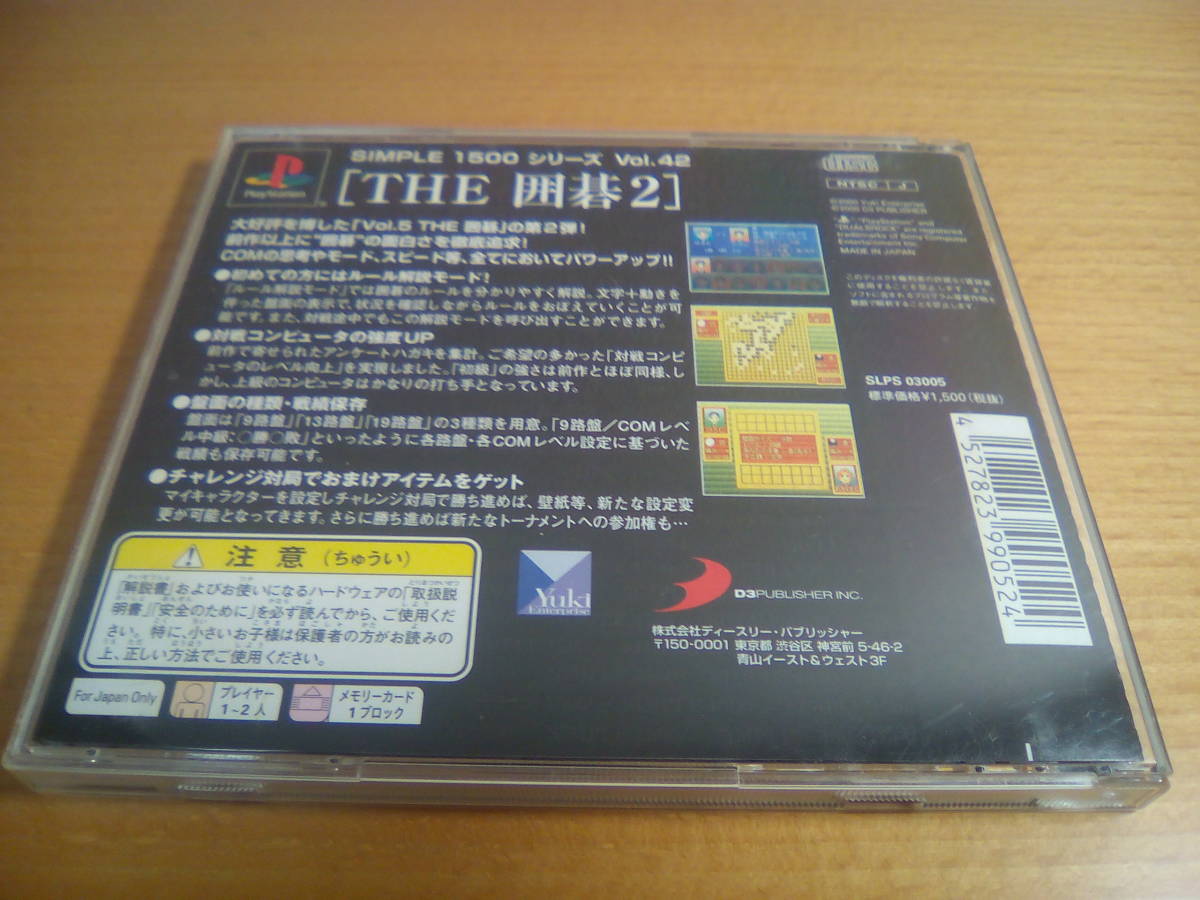 PlayStation
SIMPLE 1500 シリーズ Vol.42
[THE 囲碁2]
大好評を博した「Vol.5 THE 囲碁」の第2弾!
前作以上に"囲碁"の面白さを徹底追求!
COMの思考やモード、スピード等、全てにおいてパワーアップ!!
●初めての方にはルール解説モード!
「ルール解説モード」では囲碁のルールを分かりやすく解説。文字+動きを
伴った盤面の表示で、状況を確認しながらルールをおぼえていくことが可
能です。また、対戦途中でもこの解説モードを呼び出すことができます。
●対戦コンピュータの強度UP
前作で寄せられたアンケートハガキを集計。ご希望の多かった「対戦コンピ
ュータのレベル向上」を実現しました。「初級」の強さは前作とほぼ同様、し
かし、上級のコンピュータはかなりの打ち手となっています。
●盤面の種類・戦績保存
盤面は「9路盤」「13路盤」「19路盤」の3種類を用意。「9路盤/COMレベ
ル中級:○勝○敗」といったように各路盤・各COMレベル設定に基づいた
戦績も保存可能です。
●チャレンジ対局でおまけアイテムをゲット
マイキャラクターを設定しチャレンジ対局で勝ち進めば、壁紙等、新たな設定変
更が可能となってきます。さらに勝ち進めば新たなトーナメントへの参加権も…
NTSC J
©2000 Yuki Enterprise
©2000 D3 PUBLISHER
"PlayStation" and
"DUALSHOCK" are registered
trademarks of Sony Computer
Entertainment Inc.
MADE IN JAPAN
SLPS 03005
標準価格¥1,500(税抜)
4 527823 990524
注意(ちゅうい)
「解説書」およびお使いになるハードウェアの「取扱説
明書」「安全のために」を必ず読んでから、ご使用くだ
さい。特に、小さいお子様は保護者の方がお読みの
上、正しい方法でご使用ください。
For Japan Only
プレイヤー
1~2人
メモリーカード
1ブロック
Yuki
Enterprise
D3PUBLISHER INC.
株式会社ディースリー・パブリッシャー
〒150-0001 東京都 渋谷区 神宮前 5-46-2
青山イースト&ウェスト3F